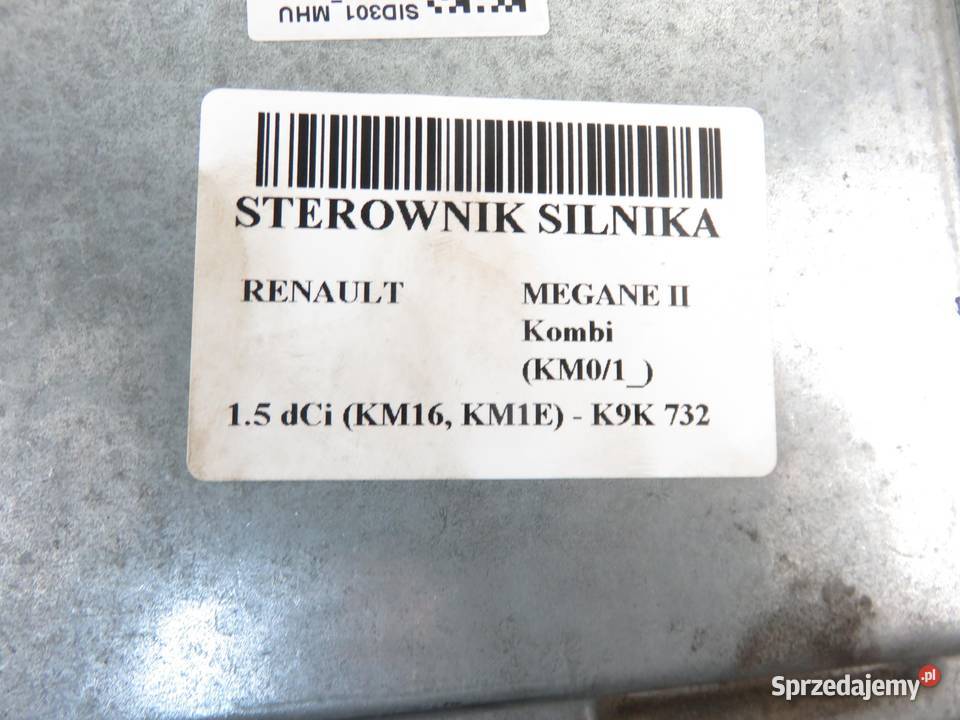 SID301_MHU
STEROWNIK SILNIKA
RENAULT MEGANE II
Kombi
(KM0/1_)
1.5 dCi (KM16, KM1E) - K9K 732
Sprzedajemy.pl